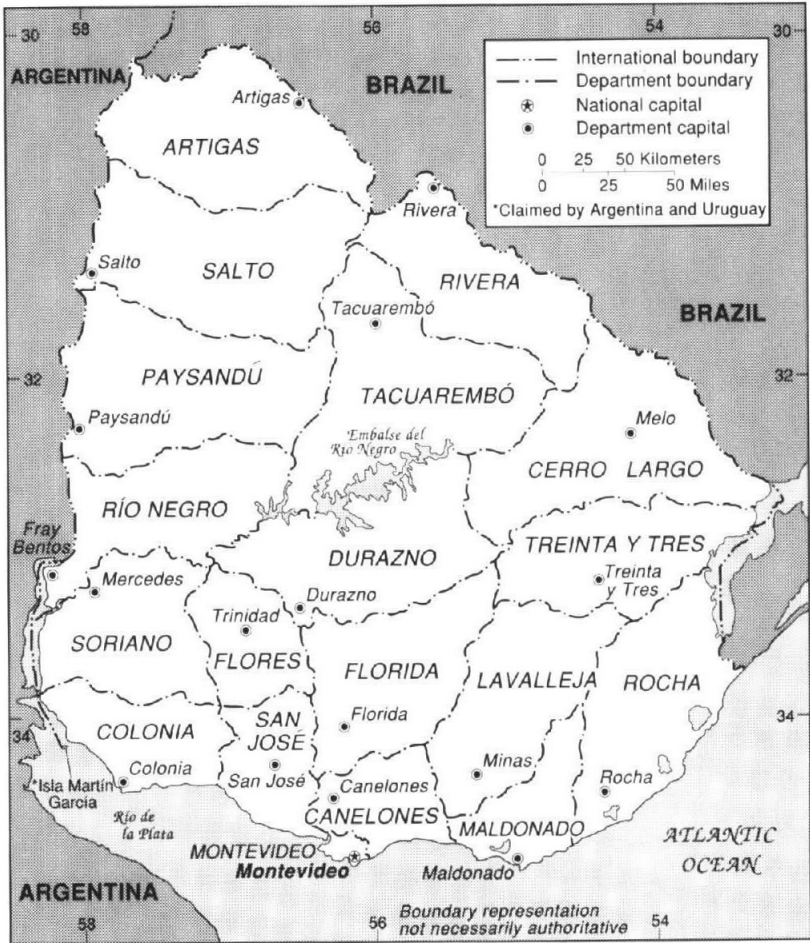 58
56
54
30
30
ARGENTINA
BRAZIL
International boundary
Department boundary
National capital
Department capital
0 25 50 Kilometers
0 25 50 Miles
*Claimed by Argentina and Uruguay
Artigas
ARTIGAS
Rivera
Salto
SALTO
RIVERA
Tacuarembó
BRAZIL
32
32
PAYSANDÚ
TACUAREMBÓ
Paysandú
Melo
Embalse del
Río Negro
CERRO LARGO
RÍO NEGRO
Fray
Bentos
DURAZNO
TREINTA Y TRES
Mercedes
Treinta
y Tres
Durazno
Trinidad
SORIANO
FLORES
FLORIDA
LAVALLEJA
ROCHA
34
34
COLONIA
SAN
JOSÉ
Florida
Colonia
San José
Minas
*Isla Martín
García
Canelones
Rocha
CANELONES
Río de
la Plata
MALDONADO
ATLANTIC
OCEAN
MONTEVIDEO
Montevideo
Maldonado
ARGENTINA
58
56
54
Boundary representation
not necessarily authoritative